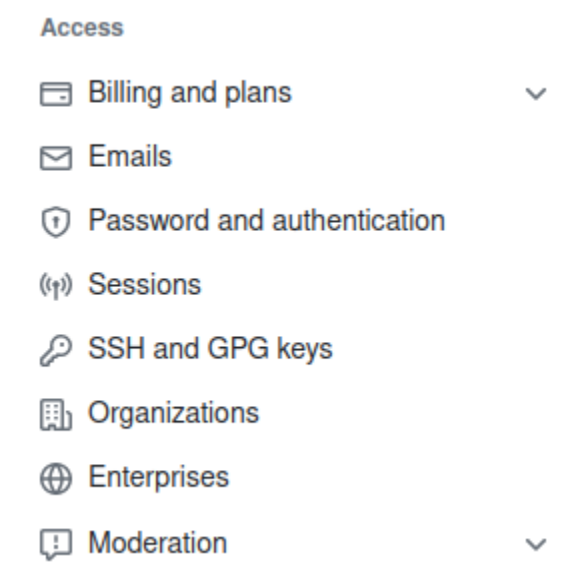 Access
Billing and plans
Emails
Password and authentication
Sessions
SSH and GPG keys
Organizations
Enterprises
Moderation